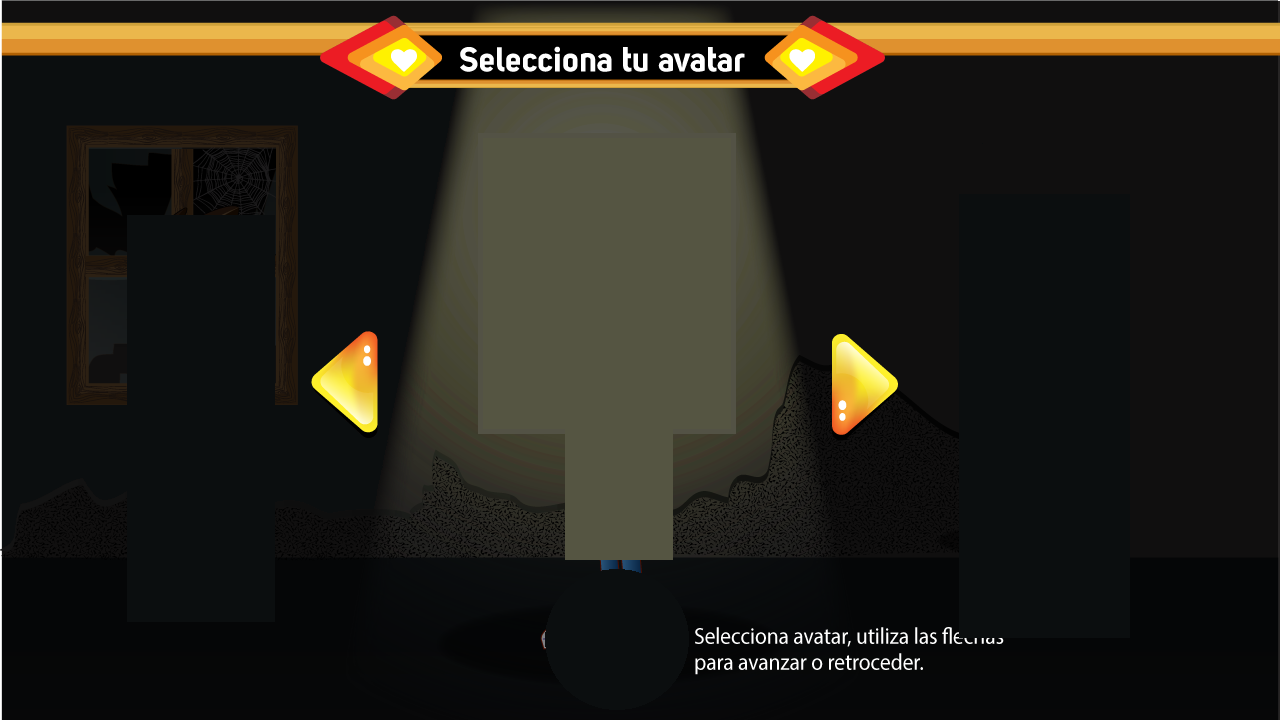 Selecciona tu avatar
Selecciona avatar, utiliza las flechas
para avanzar o retroceder.